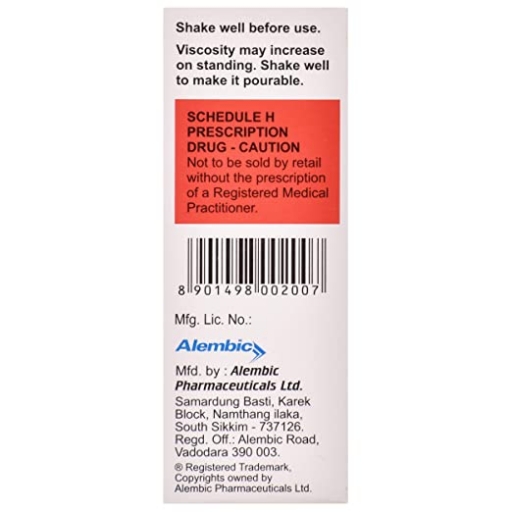 Shake well before use.
Viscosity may increase
on standing. Shake well
to make it pourable.
SCHEDULE H
PRESCRIPTION
DRUG - CAUTION
Not to be sold by retail
without the prescription
of a Registered Medical
Practitioner.
8 901498 002007
Mfg. Lic. No.:
Alembic
Mfd. by : Alembic
Pharmaceuticals Ltd.
Samardung Basti, Karek
Block, Namthang ilaka,
South Sikkim - 737126.
Regd. Off.: Alembic Road,
Vadodara 390 003.
® Registered Trademark,
Copyrights owned by
Alembic Pharmaceuticals Ltd.